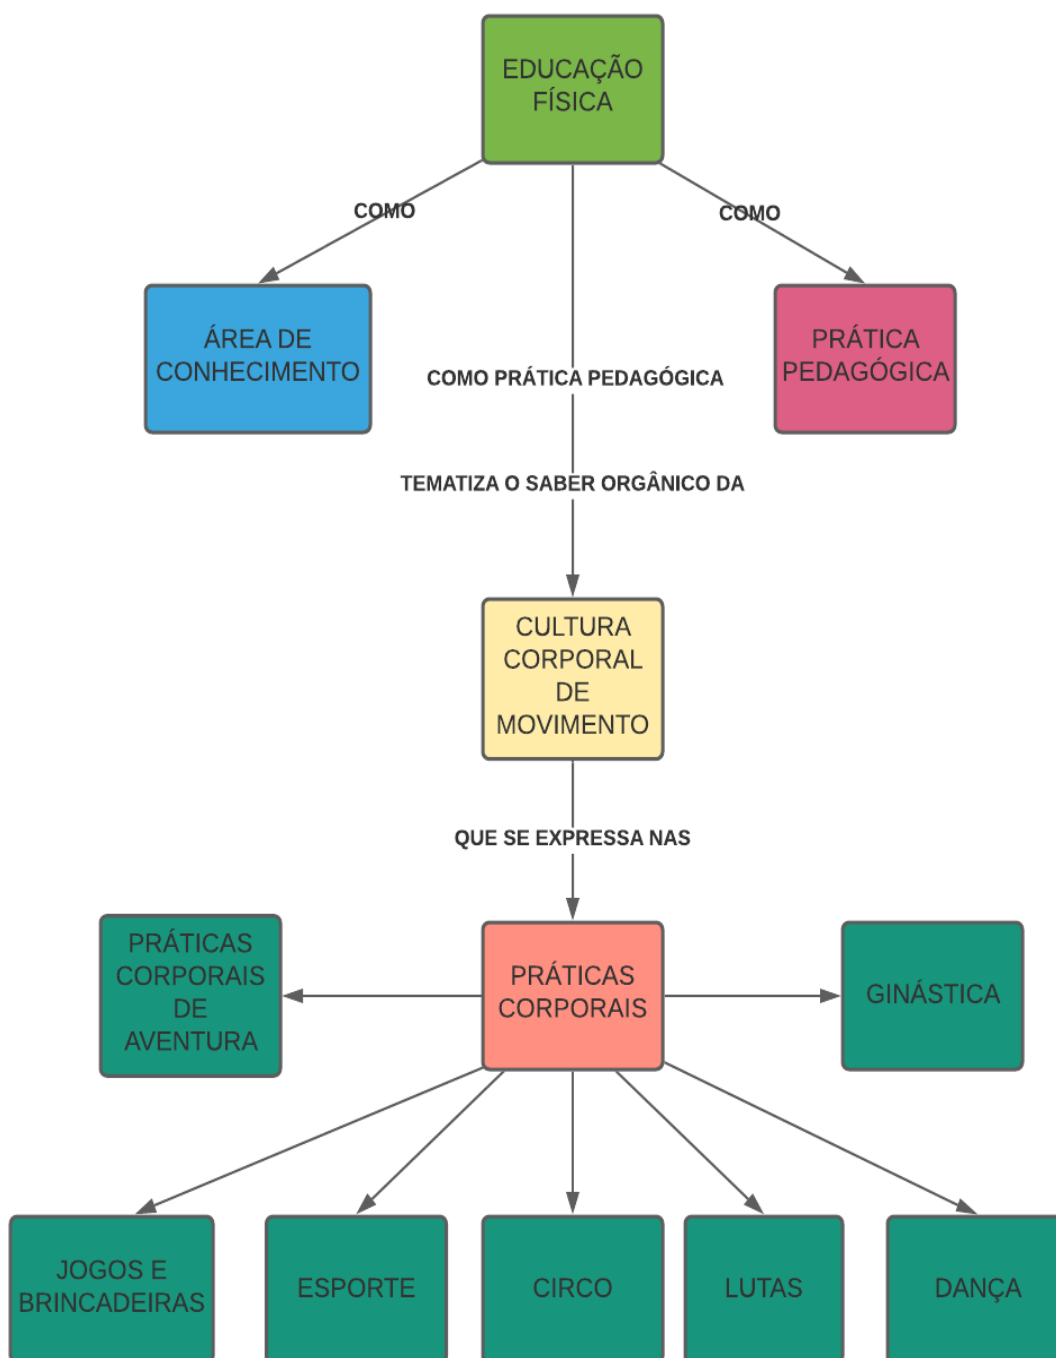 EDUCAÇÃO
FÍSICA
COMO
COMO
ÁREA DE
CONHECIMENTO
PRÁTICA
PEDAGÓGICA
COMO PRÁTICA PEDAGÓGICA
TEMATIZA O SABER ORGÂNICO DA
CULTURA
CORPORAL
DE
MOVIMENTO
QUE SE EXPRESSA NAS
PRÁTICAS
CORPORAIS
DE
AVENTURA
PRÁTICAS
CORPORAIS
GINÁSTICA
JOGOS E
BRINCADEIRAS
ESPORTE
CIRCO
LUTAS
DANÇA